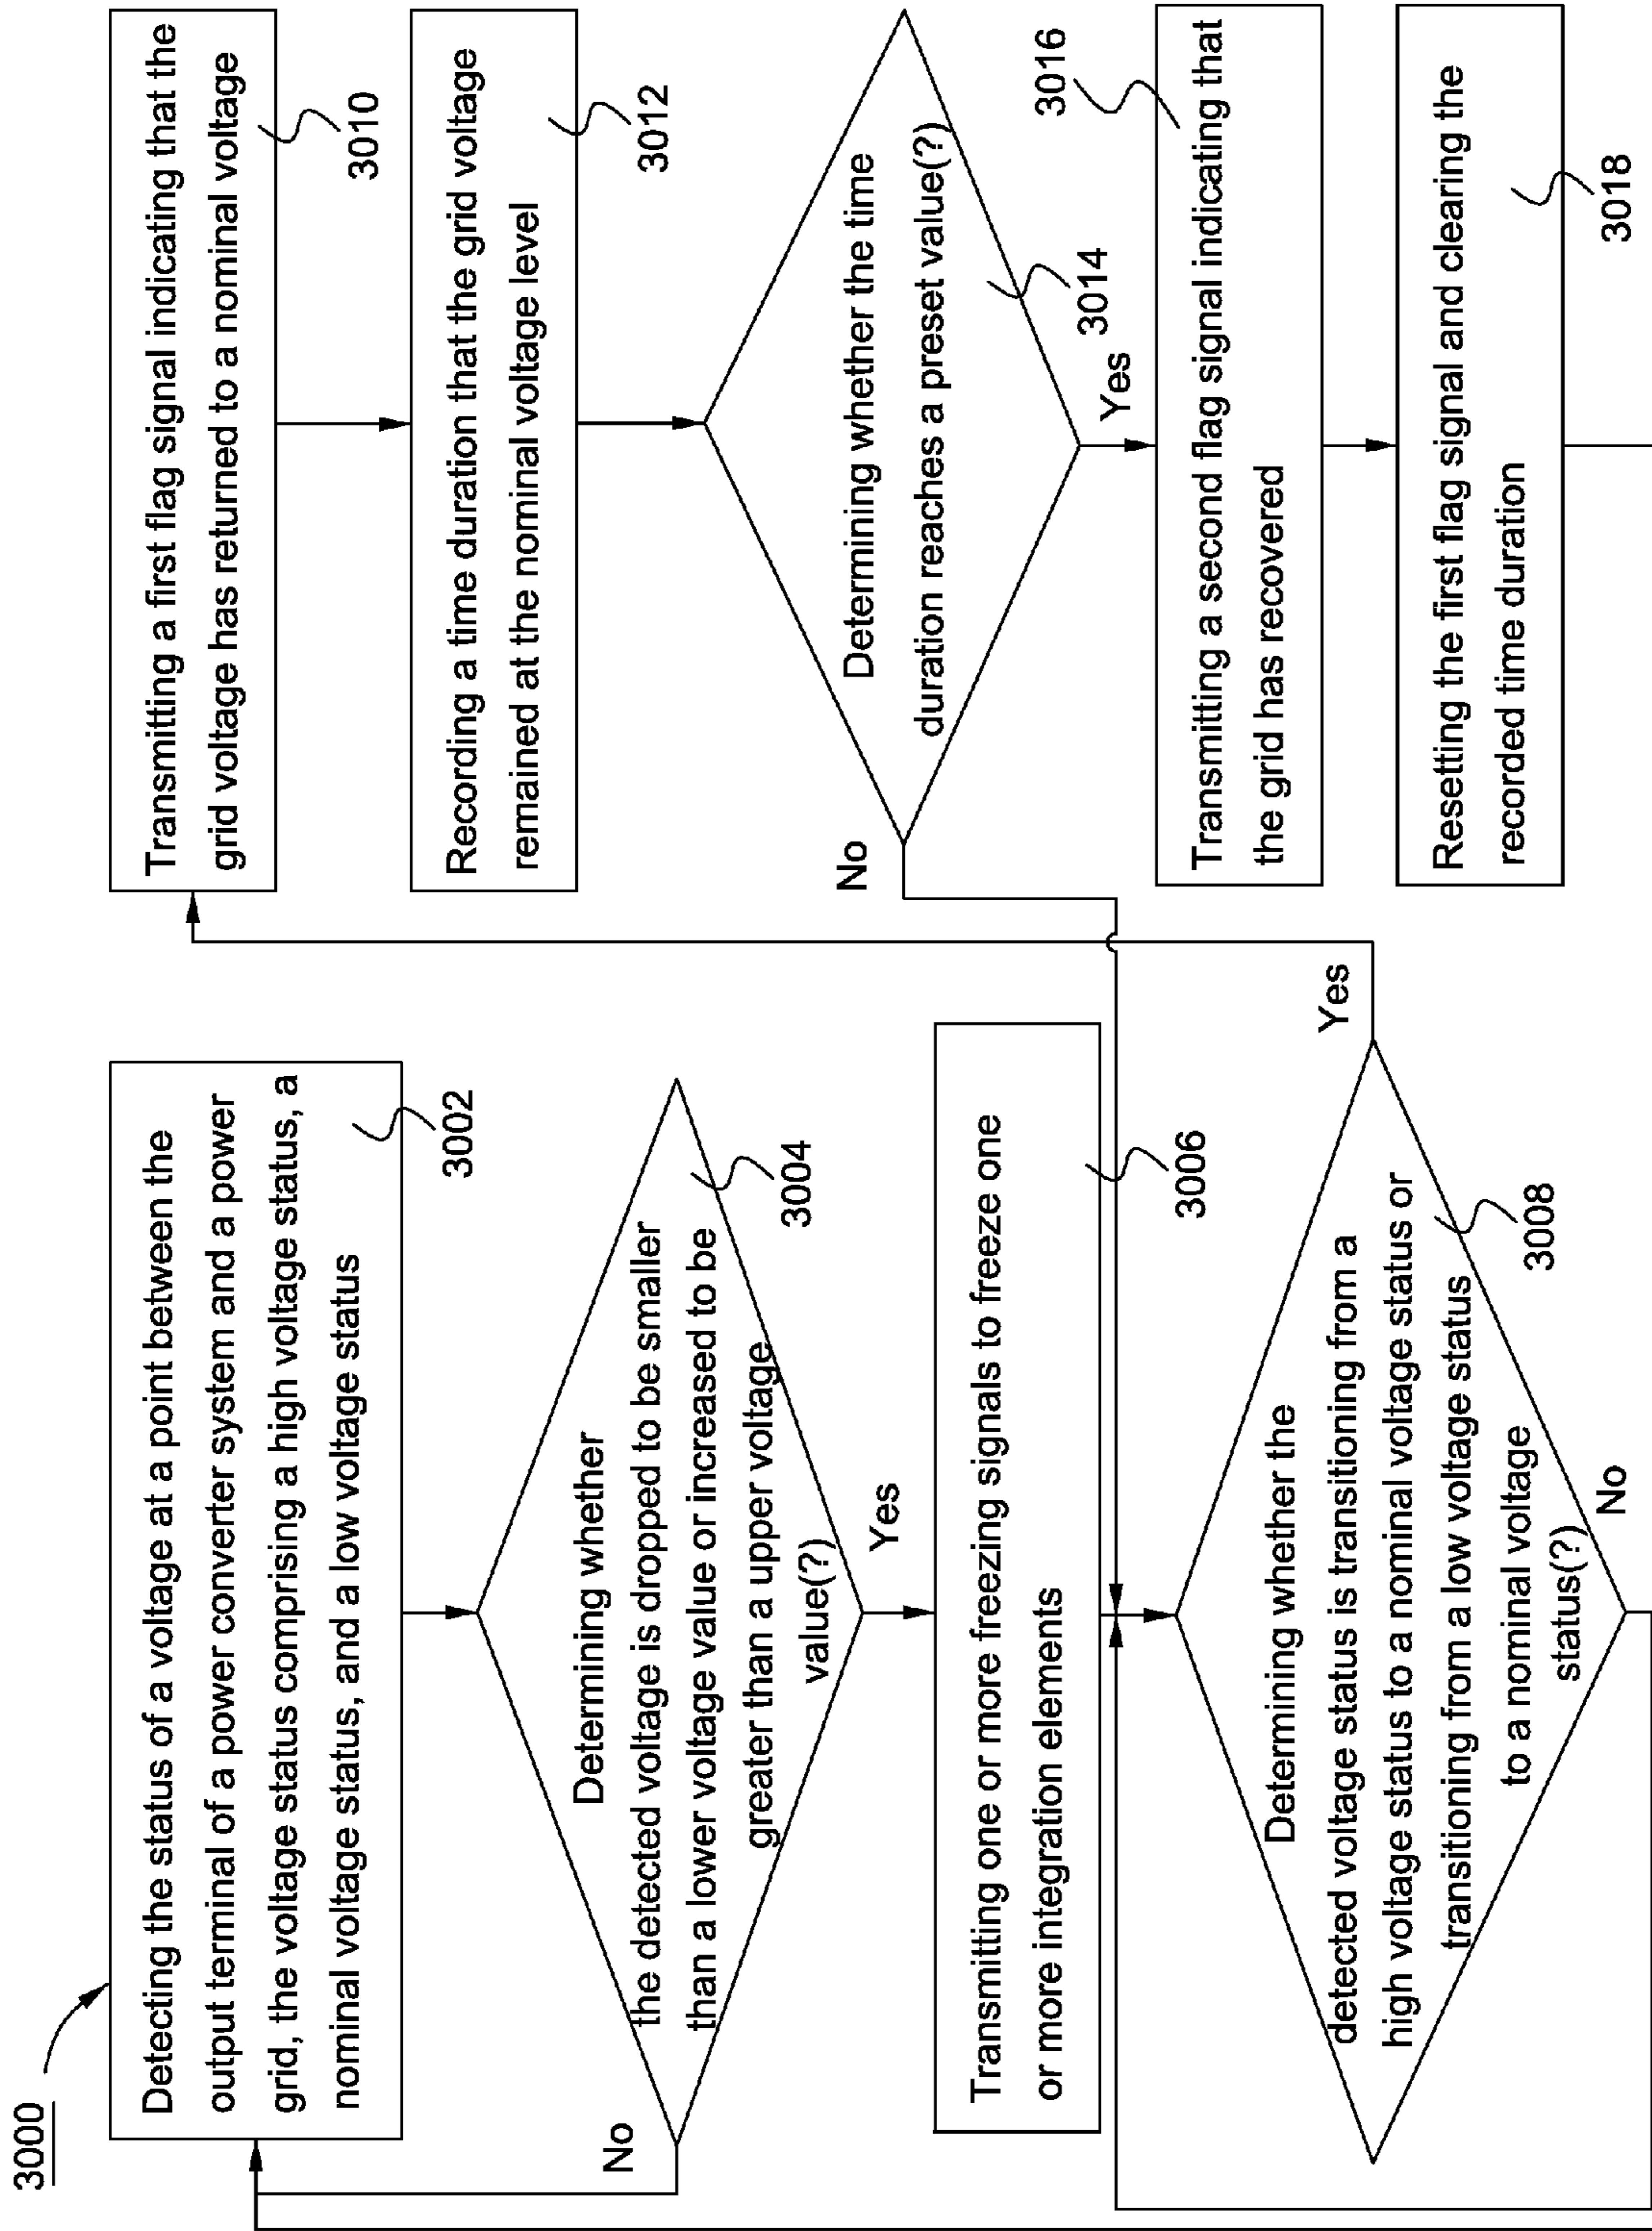 3000
Detecting the status of a voltage at a point between the
output terminal of a power converter system and a power
grid, the voltage status comprising a high voltage status, a
nominal voltage status, and a low voltage status
3002
Determining whether
the detected voltage is dropped to be smaller
than a lower voltage value or increased to be
greater than a upper voltage
value(?)
3004
No
Yes
Transmitting one or more freezing signals to freeze one
or more integration elements
3006
Determining whether the
detected voltage status is transitioning from a
high voltage status to a nominal voltage status or
transitioning from a low voltage status
to a nominal voltage
status(?)
3008
Yes
No
Transmitting a first flag signal indicating that the
grid voltage has returned to a nominal voltage
3010
Recording a time duration that the grid voltage
remained at the nominal voltage level
3012
Determining whether the time
duration reaches a preset value(?)
3014
No
Yes
Transmitting a second flag signal indicating that
the grid has recovered
3016
Resetting the first flag signal and clearing the
recorded time duration
3018